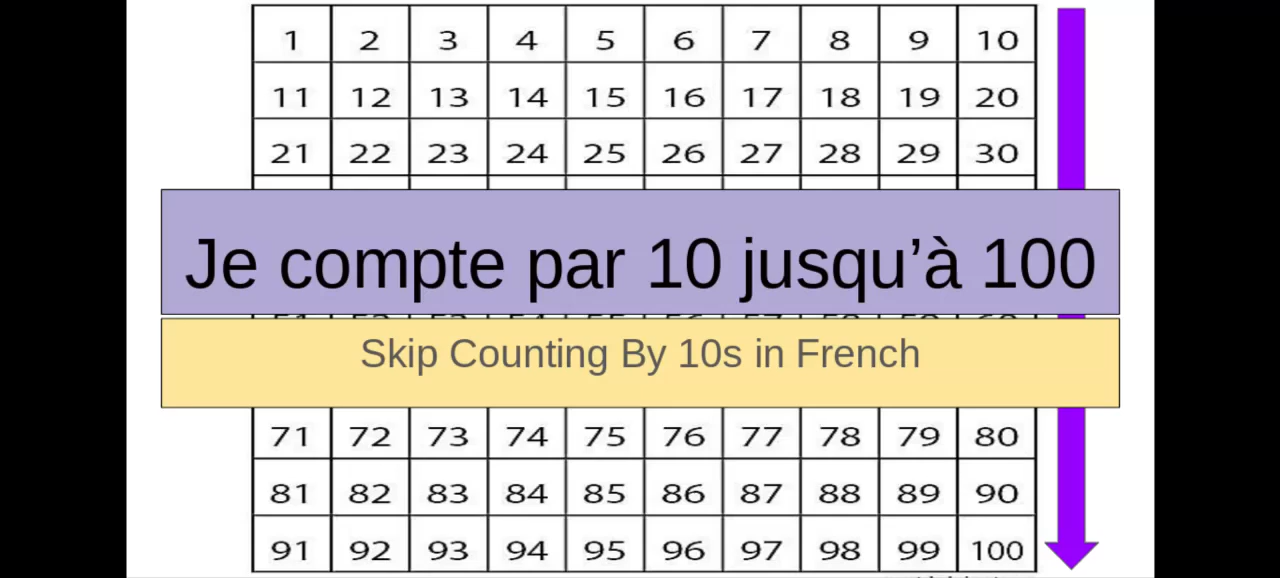 1 2 3 4 5 6 7 8 9 10
11 12 13 14 15 16 17 18 19 20
21 22 23 24 25 26 27 28 29 30
Je compte par 10 jusqu’à 100
Skip Counting By 10s in French
71 72 73 74 75 76 77 78 79 80
81 82 83 84 85 86 87 88 89 90
91 92 93 94 95 96 97 98 99 100